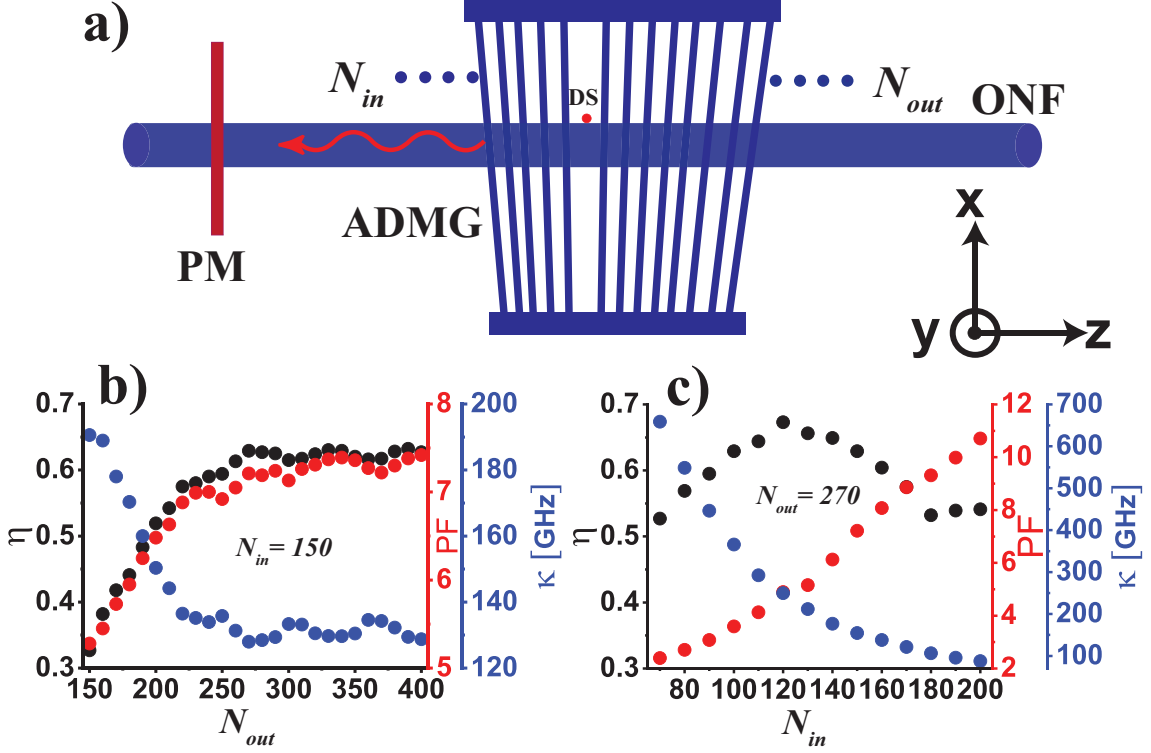 a)
N_in
DS
N_out
ONF
ADMG
PM
x
y
z
b)
0.7
0.6
0.5
0.4
0.3
η
8
7
6
5
PF
200
180
160
140
120
κ [GHz]
N_in = 150
150 200 250 300 350 400
N_out
c)
0.7
0.6
0.5
0.4
0.3
η
12
10
8
6
4
2
PF
700
600
500
400
300
200
100
κ [GHz]
N_out = 270
80 100 120 140 160 180 200
N_in